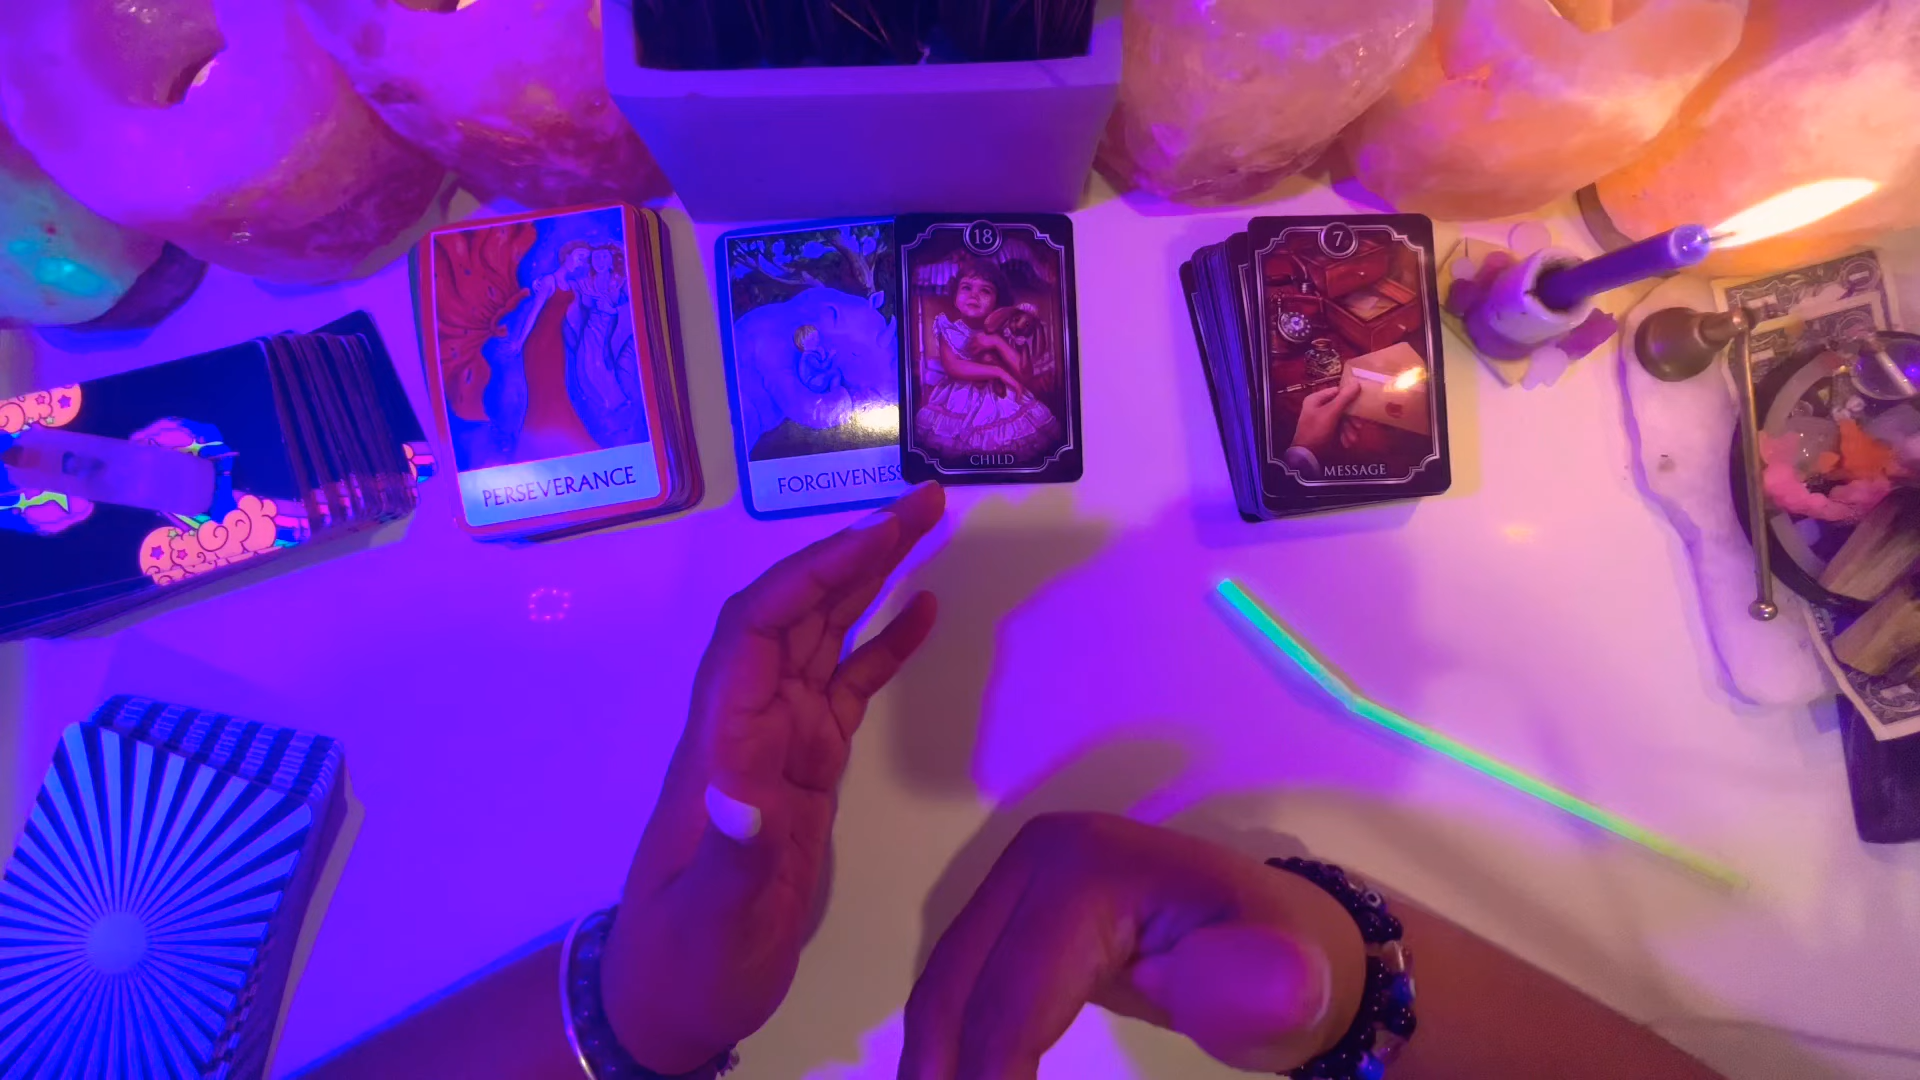 PERSEVERANCE
FORGIVENESS
18
CHILD
7
MESSAGE